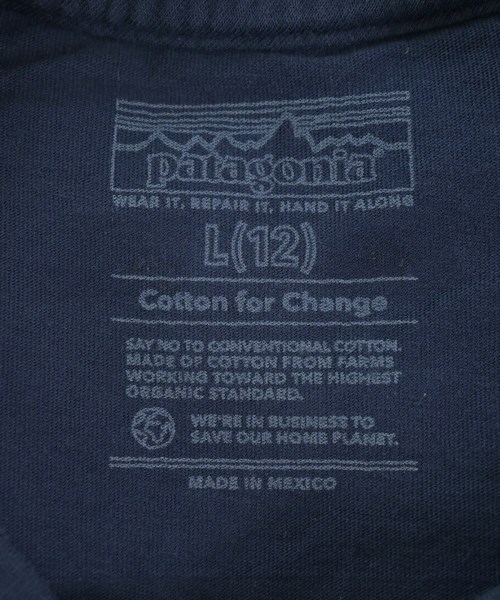 patagonia®
WEAR IT, REPAIR IT, HAND IT ALONG
L(12)
Cotton for Change
SAY NO TO CONVENTIONAL COTTON.
MADE OF COTTON FROM FARMS
WORKING TOWARD THE HIGHEST
ORGANIC STANDARD.
WE'RE IN BUSINESS TO
SAVE OUR HOME PLANET.
MADE IN MEXICO